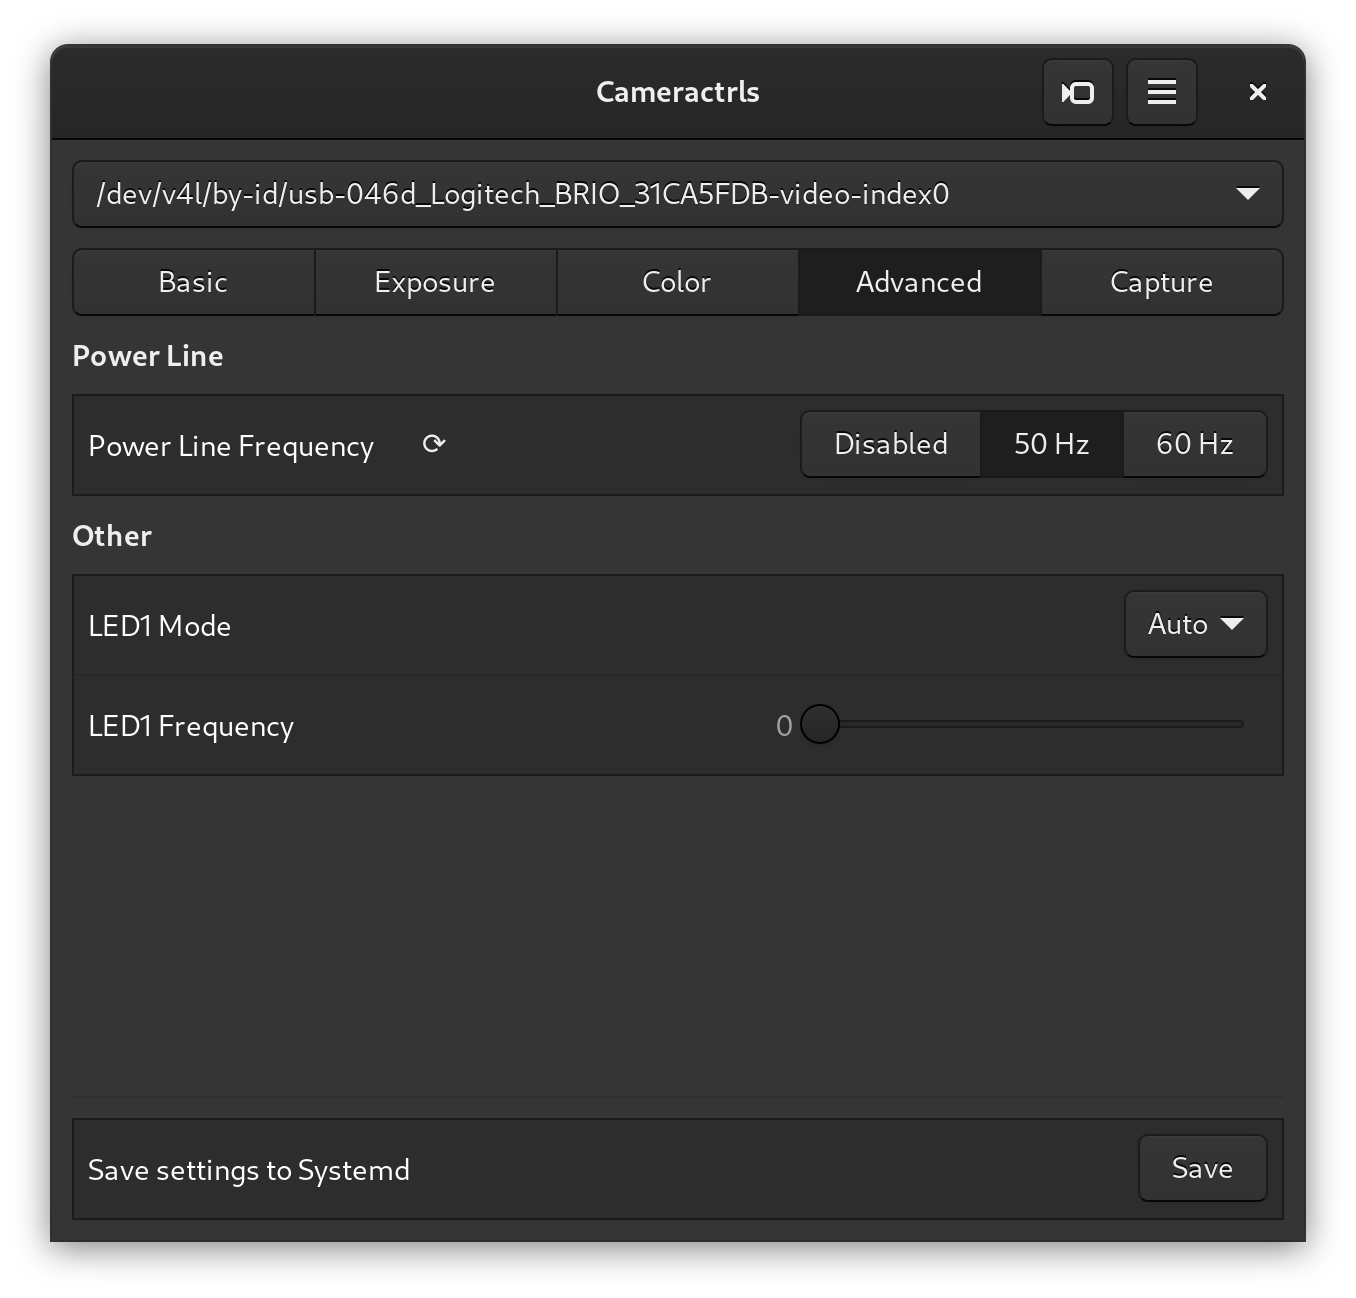 Cameractrls
/dev/v4l/by-id/usb-046d_Logitech_BRIO_31CA5FDB-video-index0
Basic Exposure Color Advanced Capture
Power Line
Power Line Frequency Disabled 50 Hz 60 Hz
Other
LED1 Mode Auto
LED1 Frequency 0
Save settings to Systemd Save